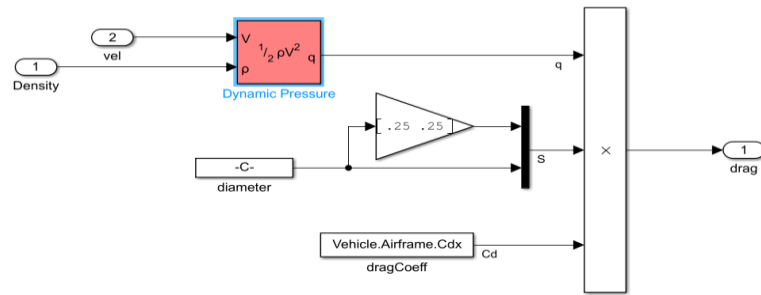 2
vel
1
Density
V
ρ
1/2 ρV²
q
Dynamic Pressure
q
[ .25 .25 ]
-C-
diameter
S
Vehicle.Airframe.Cdx
dragCoeff
Cd
×
1
drag